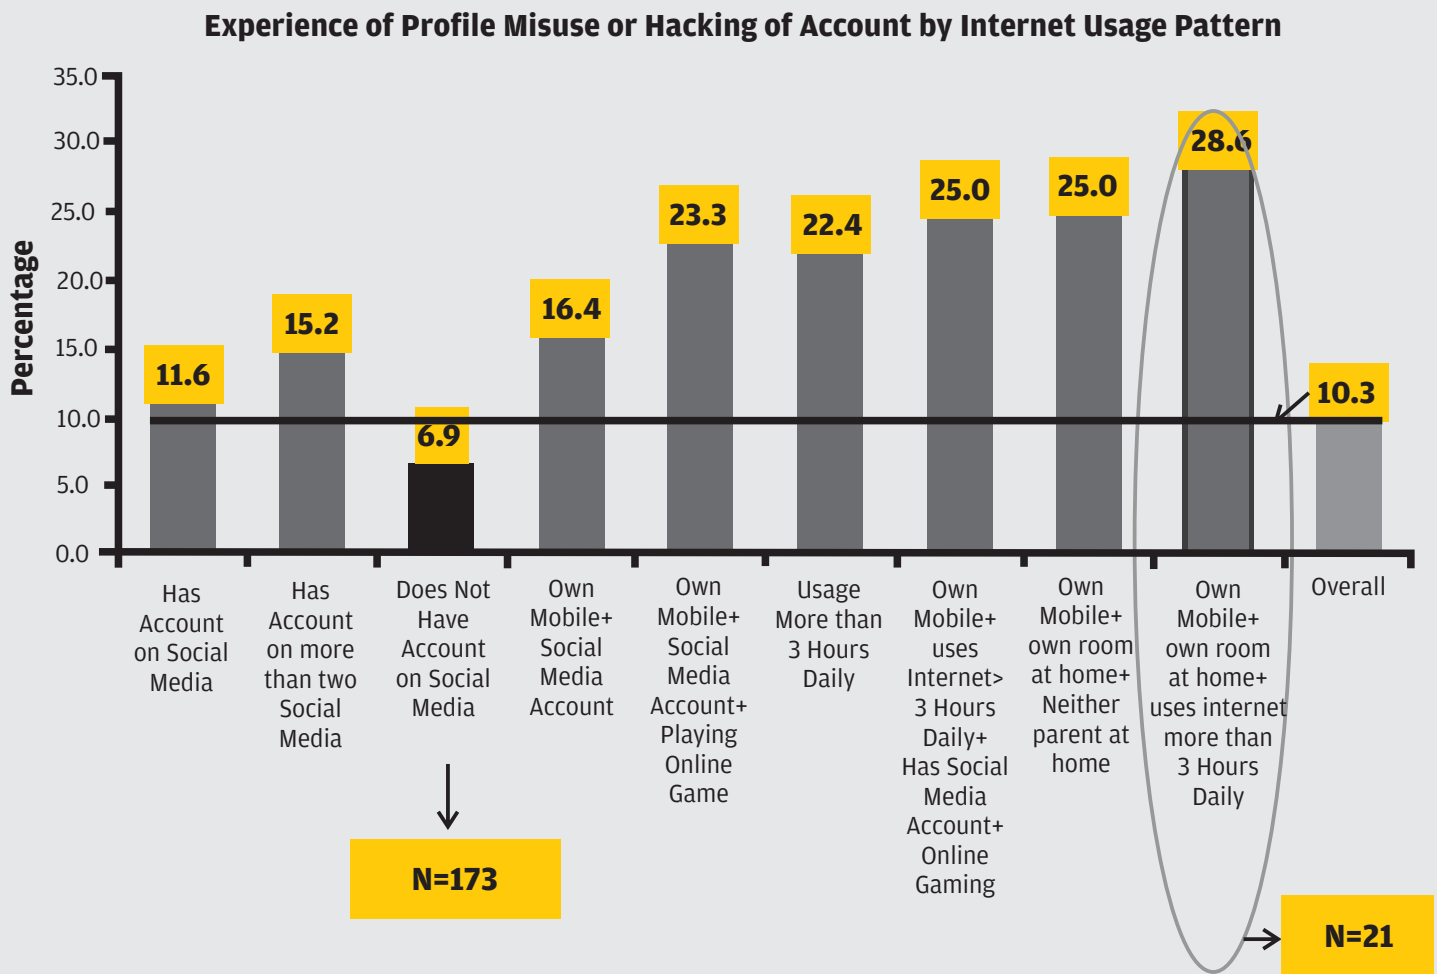 Experience of Profile Misuse or Hacking of Account by Internet Usage Pattern
Percentage
35.0
30.0
25.0
20.0
15.0
10.0
5.0
0.0
11.6
15.2
6.9
16.4
23.3
22.4
25.0
25.0
28.6
10.3
Has
Account
on Social
Media
Has
Account
on more
than two
Social
Media
Does Not
Have
Account
on Social
Media
Own
Mobile+
Social
Media
Account
Own
Mobile+
Social
Media
Account+
Playing
Online
Game
Usage
More than
3 Hours
Daily
Own
Mobile+
uses
Internet>
3 Hours
Daily+
Has Social
Media
Account+
Online
Gaming
Own
Mobile+
own room
at home+
Neither
parent at
home
Own
Mobile+
own room
at home+
uses internet
more than
3 Hours
Daily
Overall
N=173
N=21